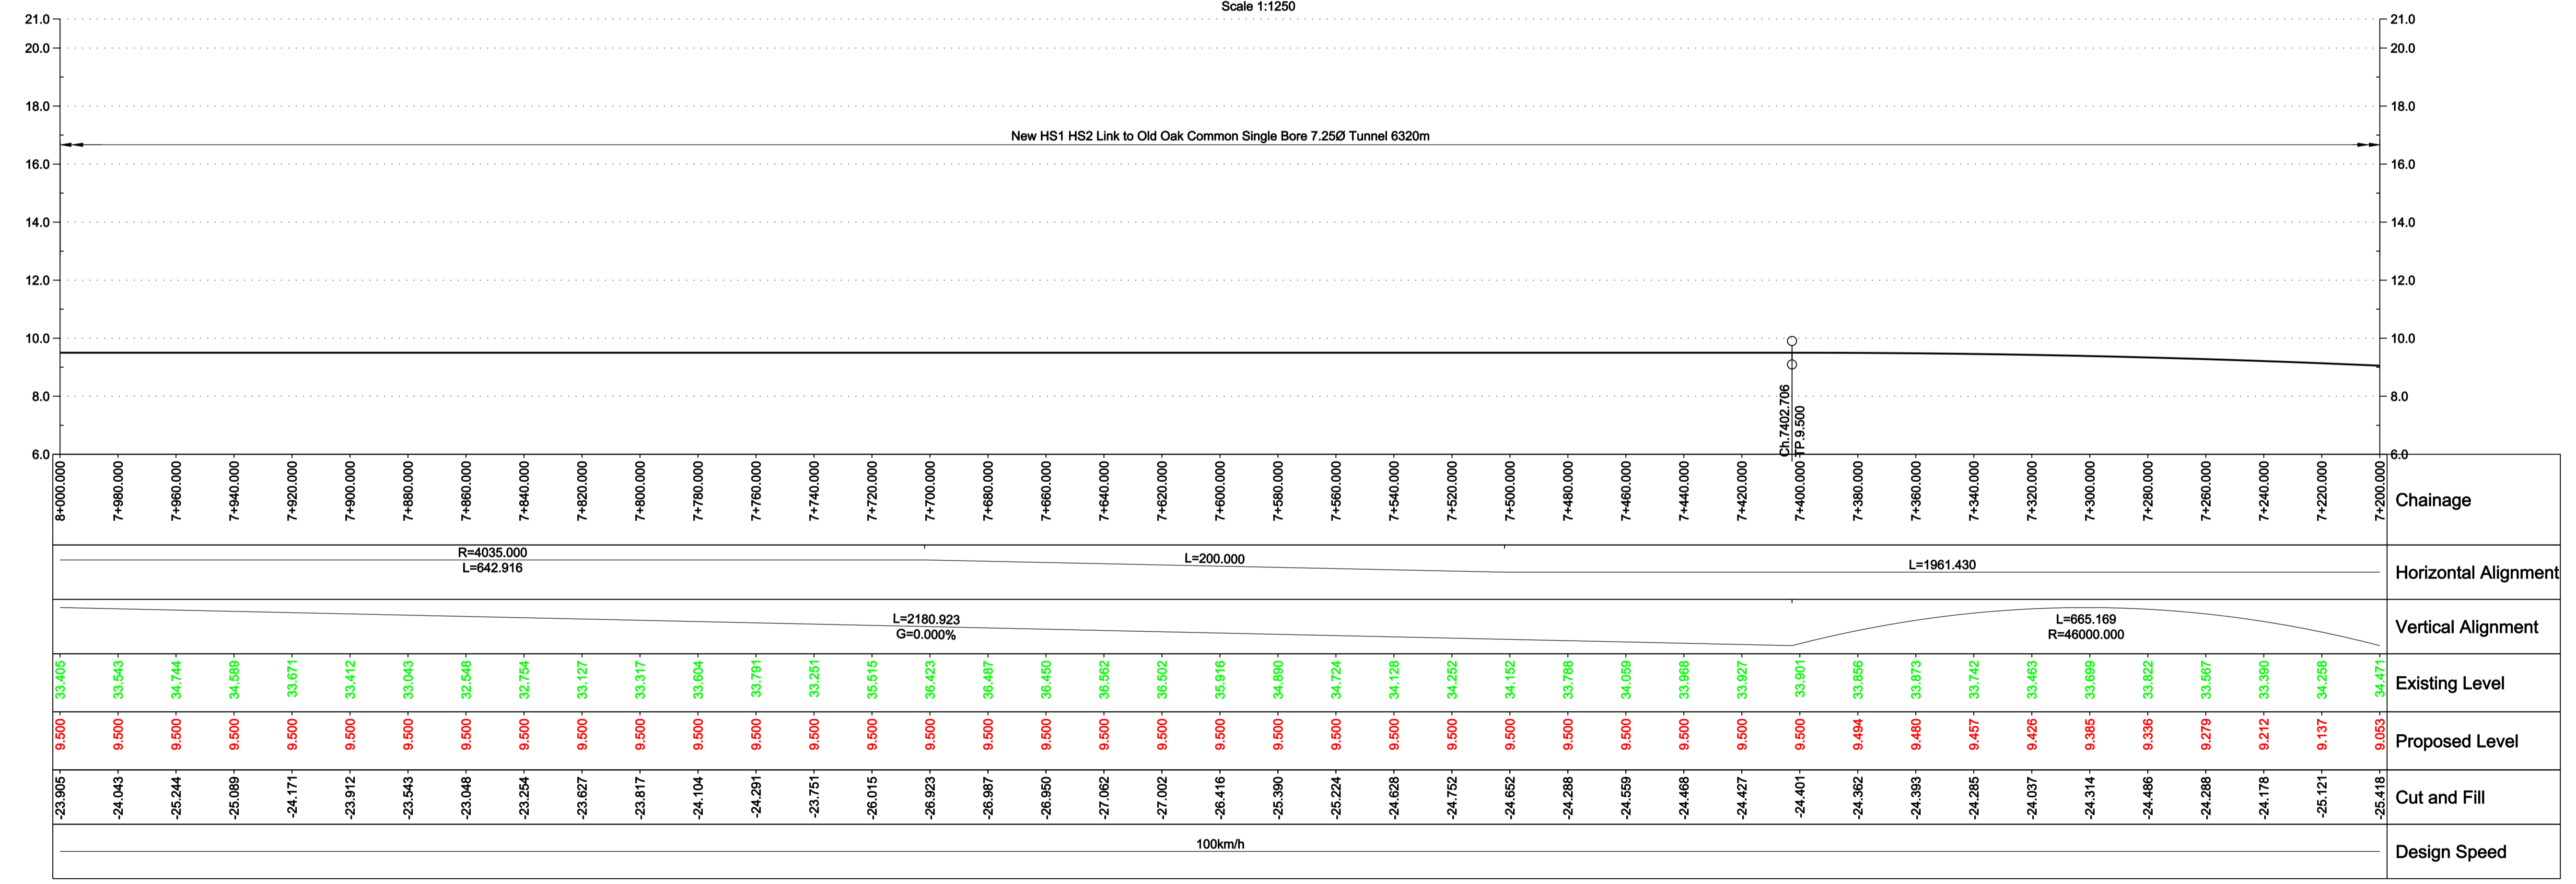 Scale 1:1250
21.0 21.0
20.0 20.0
18.0 18.0
New HS1 HS2 Link to Old Oak Common Single Bore 7.25Ø Tunnel 6320m
16.0 16.0
14.0 14.0
12.0 12.0
10.0 10.0
8.0 8.0
Ch.7402.706
TP.9.500
6.0 6.0
8+000.000 7+980.000 7+960.000 7+940.000 7+920.000 7+900.000 7+880.000 7+860.000 7+840.000 7+820.000 7+800.000 7+780.000 7+760.000 7+740.000 7+720.000 7+700.000 7+680.000 7+660.000 7+640.000 7+620.000 7+600.000 7+580.000 7+560.000 7+540.000 7+520.000 7+500.000 7+480.000 7+460.000 7+440.000 7+420.000 7+400.000 7+380.000 7+360.000 7+340.000 7+320.000 7+300.000 7+280.000 7+260.000 7+240.000 7+220.000 7+200.000 Chainage
R=4035.000
L=642.916
L=200.000
L=1961.430
Horizontal Alignment
L=2180.923
G=0.000%
L=665.169
R=46000.000
Vertical Alignment
33.405 33.543 34.744 34.589 33.671 33.412 33.043 32.548 32.754 33.127 33.317 33.604 33.791 33.251 35.515 36.423 36.487 36.450 36.562 36.502 35.916 34.890 34.724 34.128 34.252 34.152 33.788 34.059 33.968 33.927 33.901 33.856 33.873 33.742 33.463 33.699 33.822 33.567 33.390 34.258 34.471 Existing Level
9.500 9.500 9.500 9.500 9.500 9.500 9.500 9.500 9.500 9.500 9.500 9.500 9.500 9.500 9.500 9.500 9.500 9.500 9.500 9.500 9.500 9.500 9.500 9.500 9.500 9.500 9.500 9.500 9.500 9.500 9.500 9.494 9.480 9.457 9.426 9.385 9.336 9.279 9.212 9.137 9.053 Proposed Level
-23.905 -24.043 -25.244 -25.089 -24.171 -23.912 -23.543 -23.048 -23.254 -23.627 -23.817 -24.104 -24.291 -23.751 -26.015 -26.923 -26.987 -26.950 -27.062 -27.002 -26.416 -25.390 -25.224 -24.628 -24.752 -24.652 -24.288 -24.559 -24.468 -24.427 -24.401 -24.362 -24.393 -24.285 -24.037 -24.314 -24.486 -24.288 -24.178 -25.121 -25.418 Cut and Fill
100km/h Design Speed